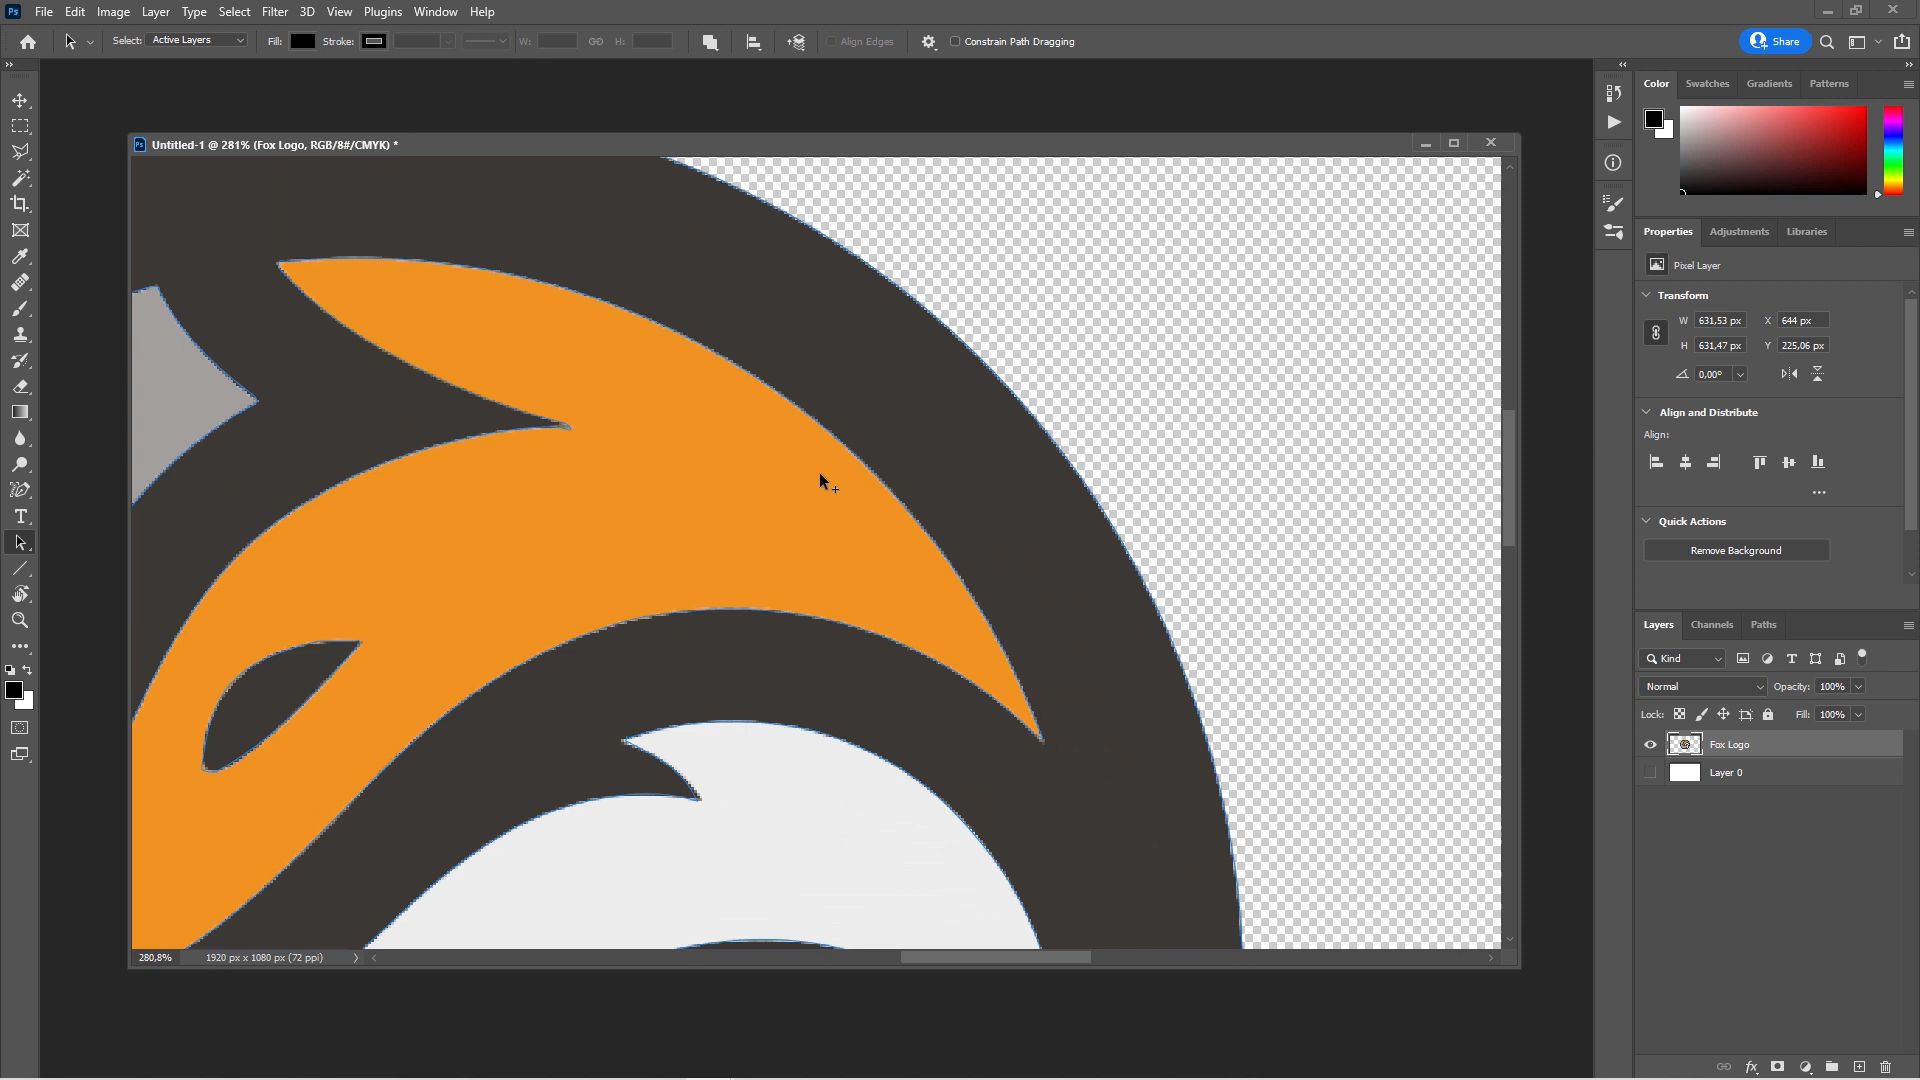 Ps File Edit Image Layer Type Select Filter 3D View Plugins Window Help
Select: Active Layers Fill: Stroke: W: H: Align Edges Constrain Path Dragging Share
Color Swatches Gradients Patterns
Ps Untitled-1 @ 281% (Fox Logo, RGB/8#/CMYK) *
Properties Adjustments Libraries
Pixel Layer
Transform
W 631,53 px X 644 px
H 631,47 px Y 225,06 px
0,00°
Align and Distribute
Align:
Quick Actions
Remove Background
Layers Channels Paths
Kind
Normal Opacity: 100%
Lock: Fill: 100%
Fox Logo
Layer 0
280,8% 1920 px x 1080 px (72 ppi)
fx